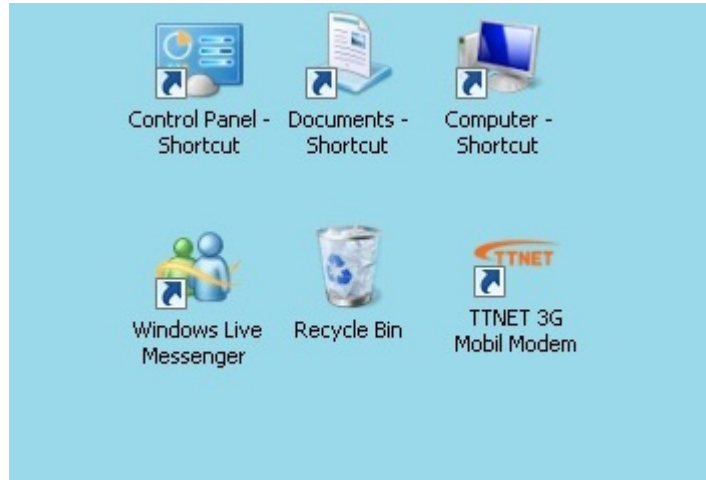 Control Panel -
Shortcut
Documents -
Shortcut
Computer -
Shortcut
Windows Live
Messenger
Recycle Bin
TTNET
TTNET 3G
Mobil Modem